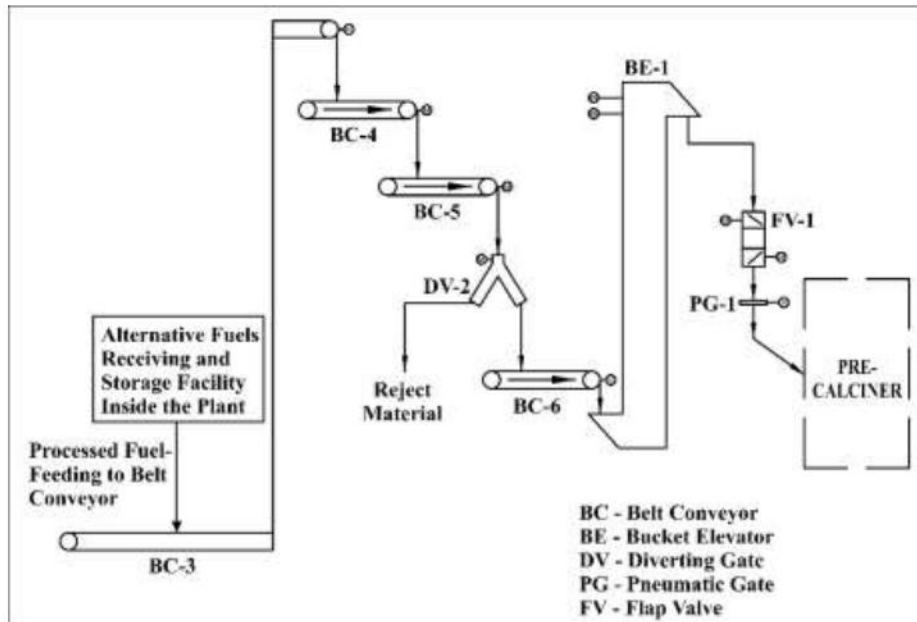 BE-1
BC-4
FV-1
BC-5
DV-2
PG-1
Alternative Fuels
Receiving and
Storage Facility
Inside the Plant
PRE-
CALCINER
Reject
Material
BC-6
Processed Fuel-
Feeding to Belt
Conveyor
BC-3
BC - Belt Conveyor
BE - Bucket Elevator
DV - Diverting Gate
PG - Pneumatic Gate
FV - Flap Valve